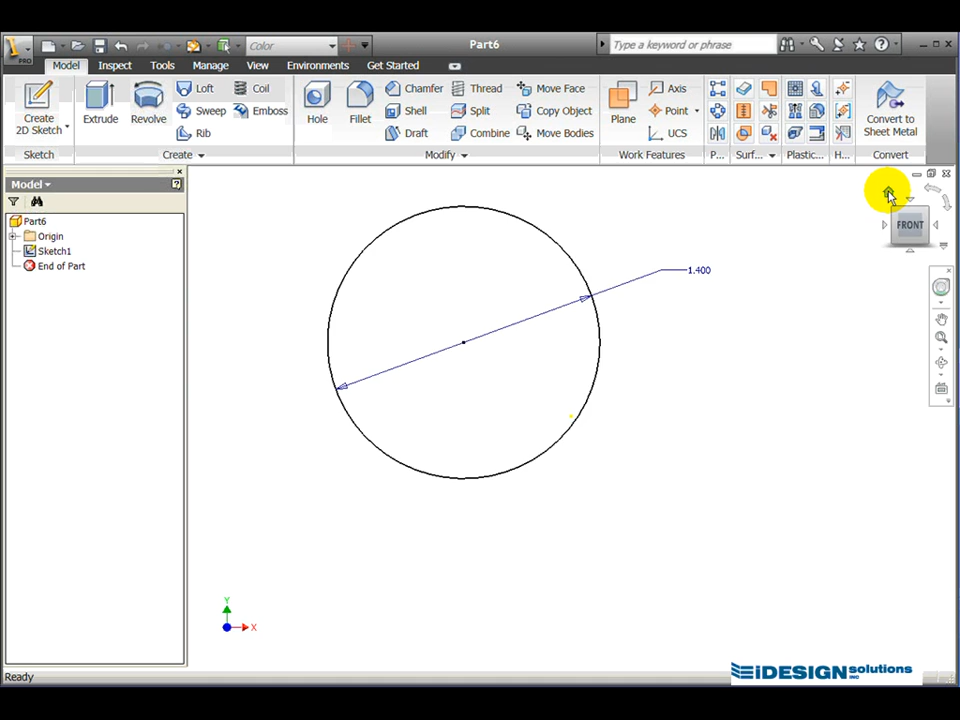 PRO
Color
Part6
Type a keyword or phrase
Model Inspect Tools Manage View Environments Get Started
Create
2D Sketch
Extrude
Revolve
Loft
Coil
Sweep
Emboss
Rib
Hole
Fillet
Chamfer
Thread
Move Face
Shell
Split
Copy Object
Draft
Combine
Move Bodies
Plane
Axis
Point
UCS
Convert to
Sheet Metal
Sketch
Create
Modify
Work Features
P...
Surf...
Plastic...
H...
Convert
Model
Part6
Origin
Sketch1
End of Part
FRONT
1.400
Y
X
iDESIGN solutions
INC
Ready